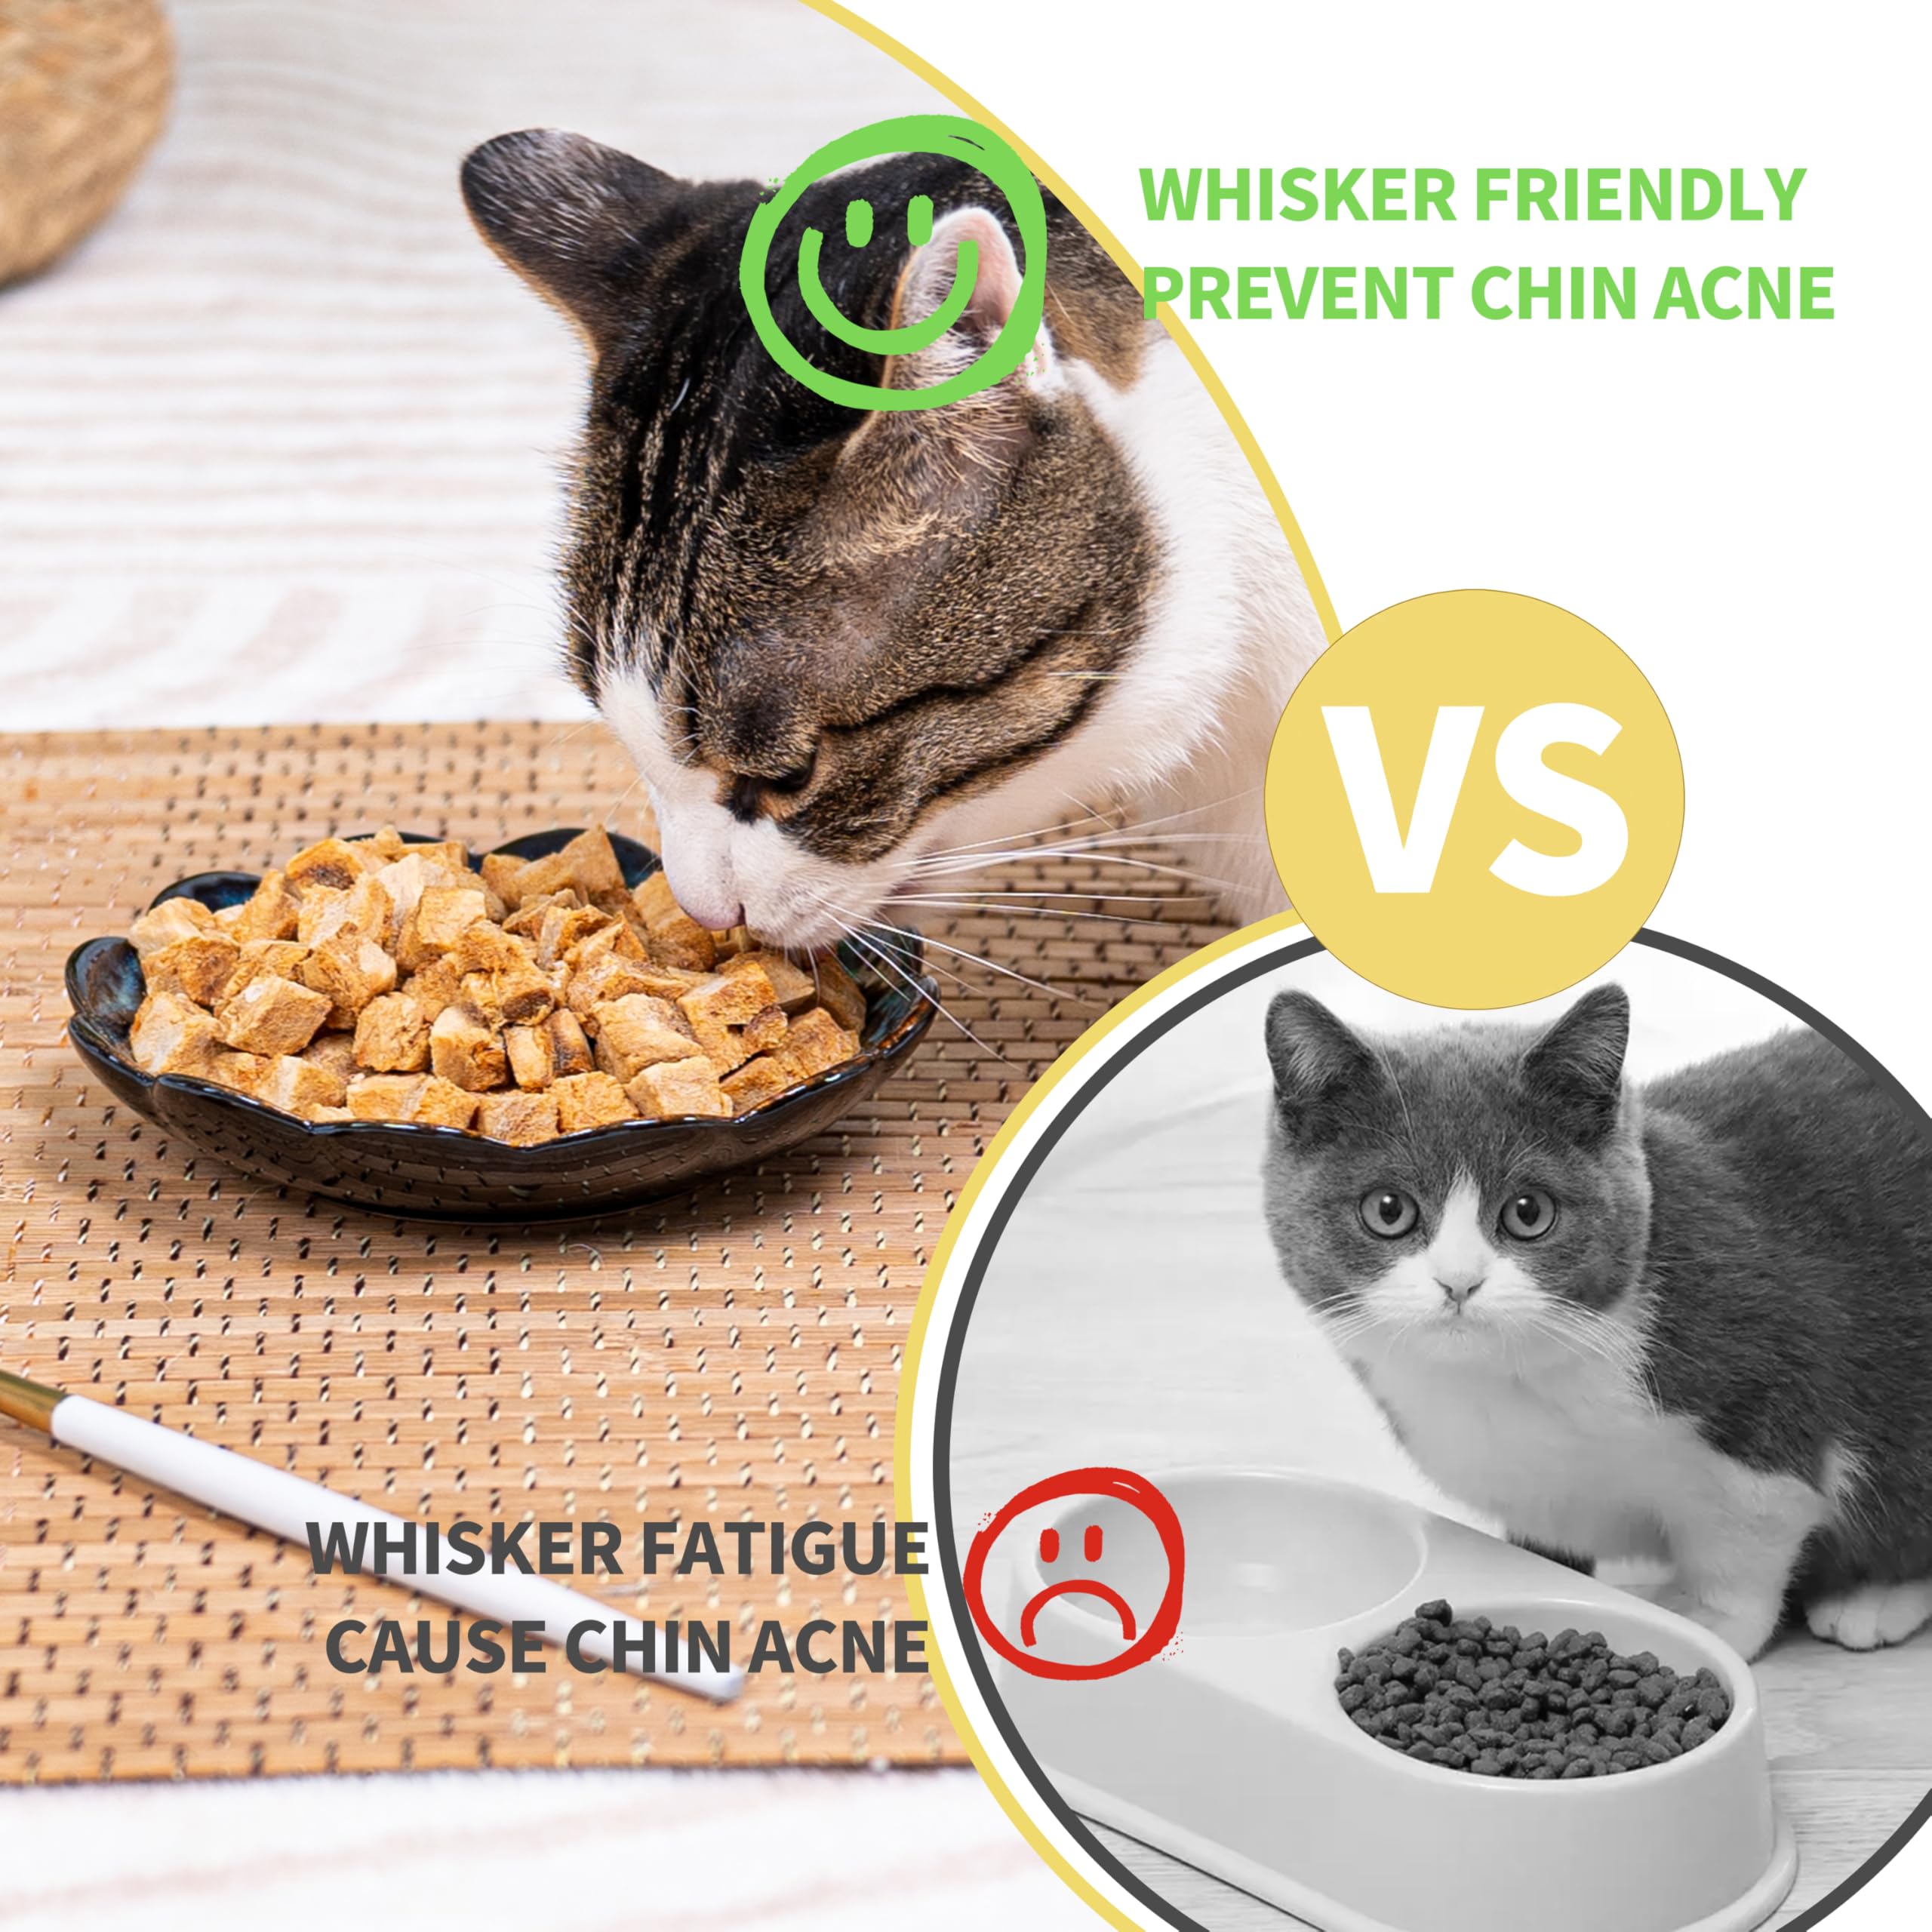 WHISKER FRIENDLY
PREVENT CHIN ACNE
VS
WHISKER FATIGUE
CAUSE CHIN ACNE